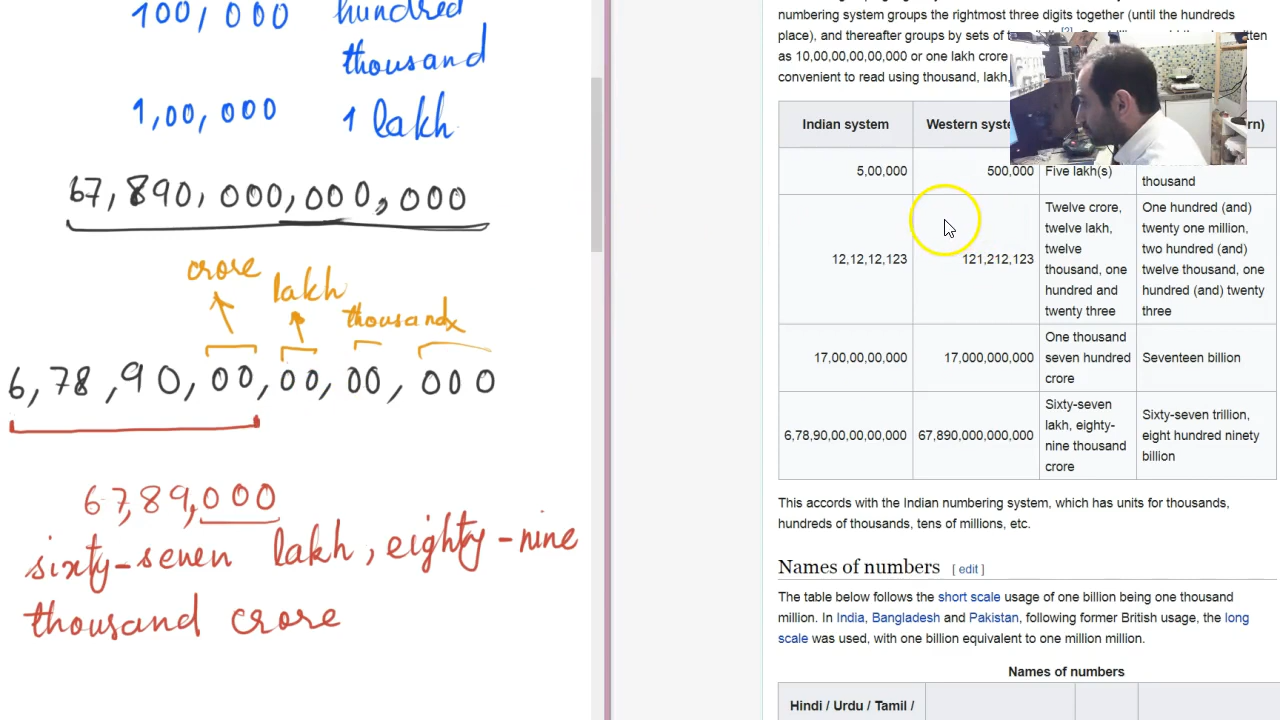 100,000 hundred
thousand
1,00,000 1 lakh
67,890,000,000,000
crore
lakh
thousand
6,78,90,00,00,00,000
67,89,000
sixty-seven lakh, eighty-nine
thousand crore
numbering system groups the rightmost three digits together (until the hundreds
place), and thereafter groups by sets of
as 10,00,00,00,00,000 or one lakh crore
convenient to read using thousand, lakh,
Indian system
5,00,000 500,000 Five lakh(s) thousand
12,12,12,123 121,212,123 Twelve crore, twelve lakh, twelve thousand, one hundred and twenty three One hundred (and) twenty one million, two hundred (and) twelve thousand, one hundred (and) twenty three
17,00,00,00,000 17,000,000,000 One thousand seven hundred crore Seventeen billion
6,78,90,00,00,00,000 67,890,000,000,000 Sixty-seven lakh, eighty-nine thousand crore Sixty-seven trillion, eight hundred ninety billion
This accords with the Indian numbering system, which has units for thousands,
hundreds of thousands, tens of millions, etc.
Names of numbers [ edit ]
The table below follows the short scale usage of one billion being one thousand
million. In India, Bangladesh and Pakistan, following former British usage, the long
scale was used, with one billion equivalent to one million million.
Names of numbers
Hindi / Urdu / Tamil /